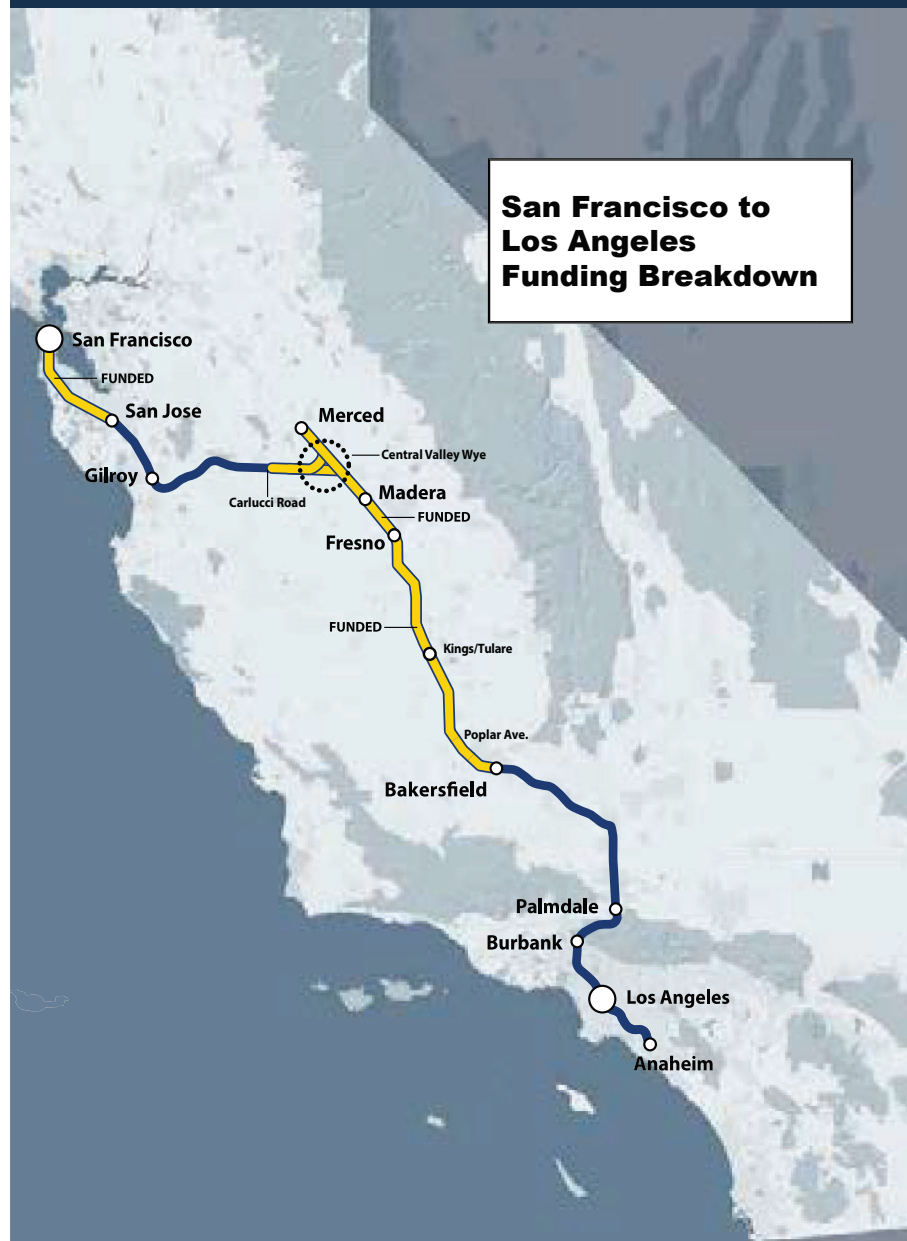 San Francisco to
Los Angeles
Funding Breakdown
San Francisco
FUNDED
San Jose
Merced
Central Valley Wye
Gilroy
Carlucci Road
Madera
FUNDED
Fresno
FUNDED
Kings/Tulare
Poplar Ave.
Bakersfield
Palmdale
Burbank
Los Angeles
Anaheim